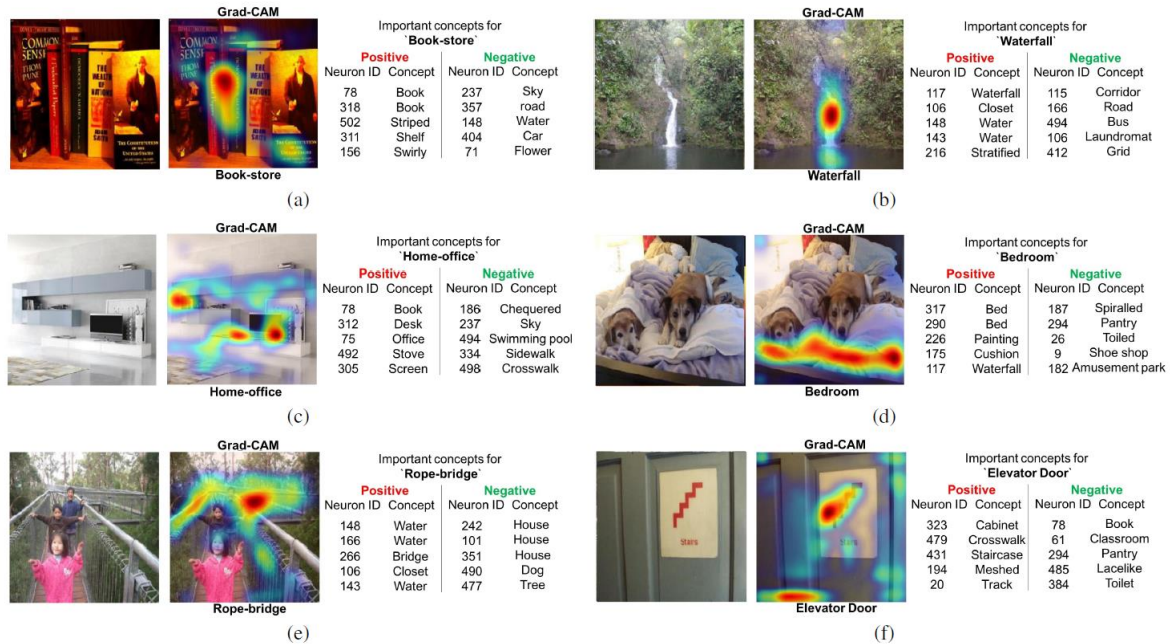 Grad-CAM
COMMON
SENSE
THE
WEALTH OF
NATIONS
ADAM
SMITH
THE CONSTITUTION
OF THE
UNITED STATES
Book-store
Important concepts for
`Book-store`
Positive Negative
Neuron ID Concept Neuron ID Concept
78 Book 237 Sky
318 Book 357 road
502 Striped 148 Water
311 Shelf 404 Car
156 Swirly 71 Flower
(a)
Grad-CAM
Waterfall
Important concepts for
`Waterfall`
Positive Negative
Neuron ID Concept Neuron ID Concept
117 Waterfall 115 Corridor
106 Closet 166 Road
148 Water 494 Bus
143 Water 106 Laundromat
216 Stratified 412 Grid
(b)
Grad-CAM
Home-office
Important concepts for
`Home-office`
Positive Negative
Neuron ID Concept Neuron ID Concept
78 Book 186 Chequered
312 Desk 237 Sky
75 Office 494 Swimming pool
492 Stove 334 Sidewalk
305 Screen 498 Crosswalk
(c)
Grad-CAM
Bedroom
Important concepts for
`Bedroom`
Positive Negative
Neuron ID Concept Neuron ID Concept
317 Bed 187 Spiralled
290 Bed 294 Pantry
226 Painting 26 Toiled
175 Cushion 9 Shoe shop
117 Waterfall 182 Amusement park
(d)
Grad-CAM
Rope-bridge
Important concepts for
`Rope-bridge`
Positive Negative
Neuron ID Concept Neuron ID Concept
148 Water 242 House
166 Water 101 House
266 Bridge 351 House
106 Closet 490 Dog
143 Water 477 Tree
(e)
Grad-CAM
Stairs
Stairs
Elevator Door
Important concepts for
`Elevator Door`
Positive Negative
Neuron ID Concept Neuron ID Concept
323 Cabinet 78 Book
479 Crosswalk 61 Classroom
431 Staircase 294 Pantry
194 Meshed 485 Lacelike
20 Track 384 Toilet
(f)